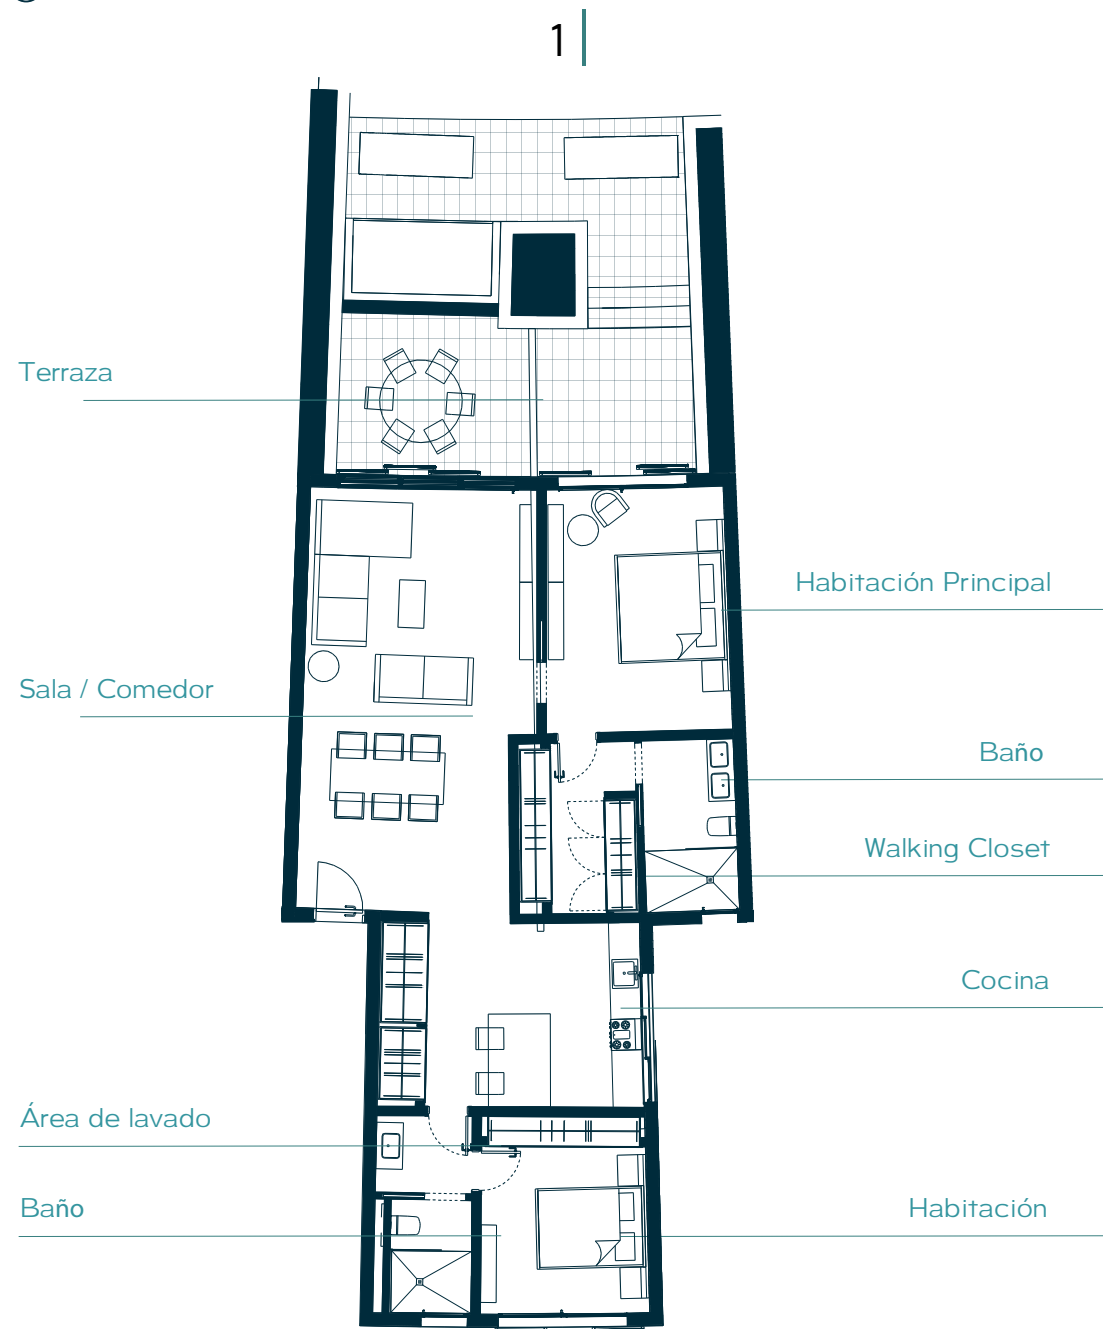 1
Terraza
Habitación Principal
Sala / Comedor
Baño
Walking Closet
Cocina
Área de lavado
Baño
Habitación